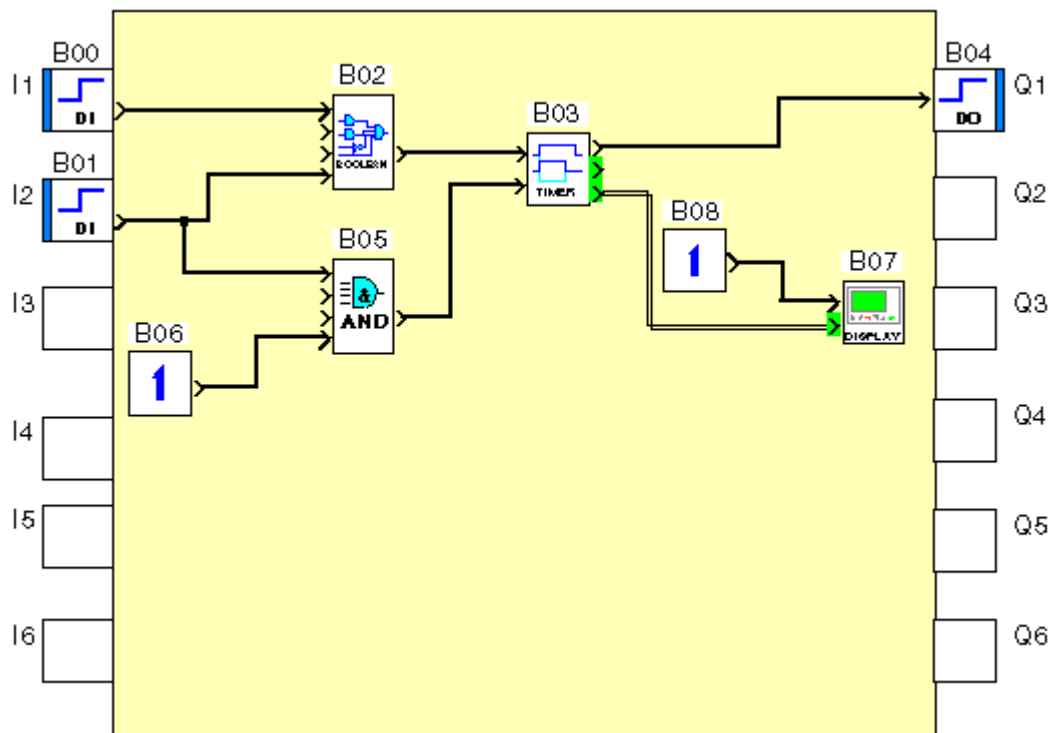 B00
I1
DI
B01
I2
DI
I3
I4
I5
I6
B02
BOOLEAN
B03
TIMER
B05
&
AND
B06
1
B08
1
B07
DISPLAY
B04
DO
Q1
Q2
Q3
Q4
Q5
Q6